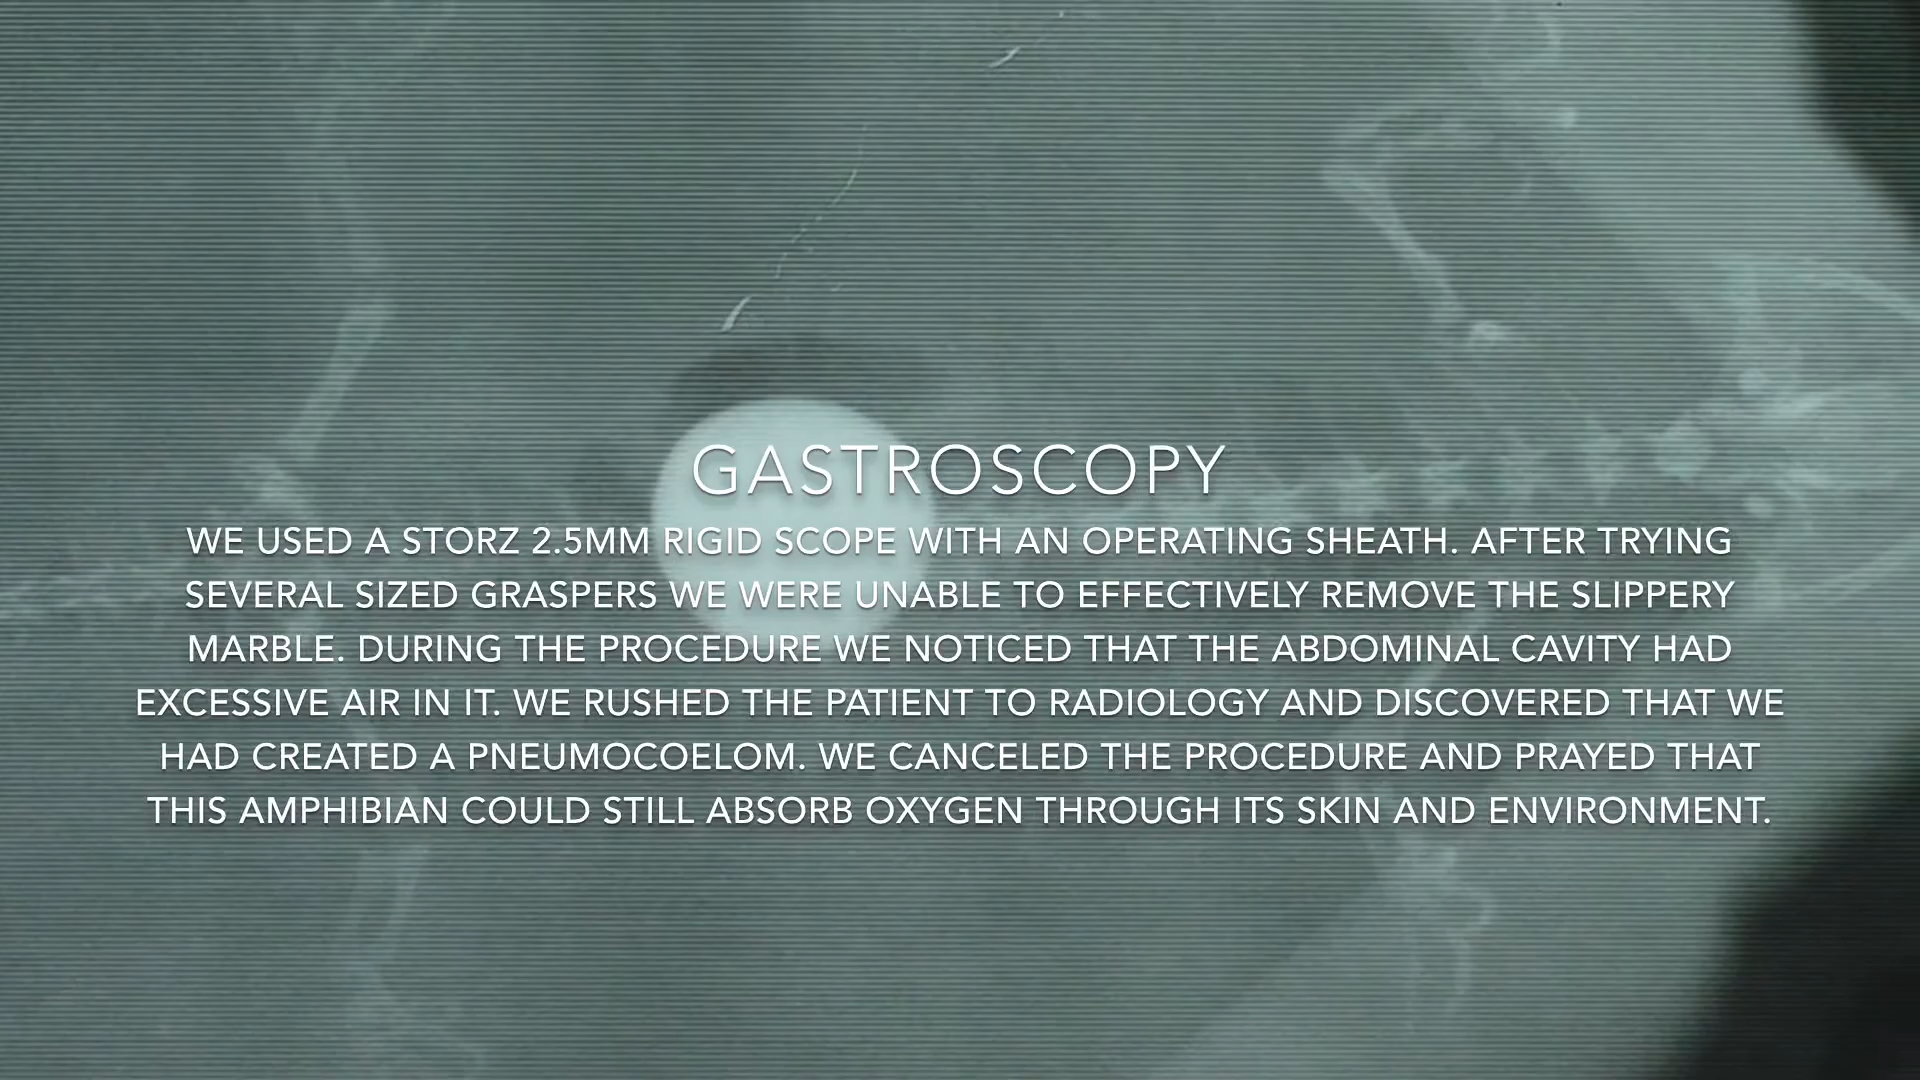 GASTROSCOPY
WE USED A STORZ 2.5MM RIGID SCOPE WITH AN OPERATING SHEATH. AFTER TRYING
SEVERAL SIZED GRASPERS WE WERE UNABLE TO EFFECTIVELY REMOVE THE SLIPPERY
MARBLE. DURING THE PROCEDURE WE NOTICED THAT THE ABDOMINAL CAVITY HAD
EXCESSIVE AIR IN IT. WE RUSHED THE PATIENT TO RADIOLOGY AND DISCOVERED THAT WE
HAD CREATED A PNEUMOCOELOM. WE CANCELED THE PROCEDURE AND PRAYED THAT
THIS AMPHIBIAN COULD STILL ABSORB OXYGEN THROUGH ITS SKIN AND ENVIRONMENT.